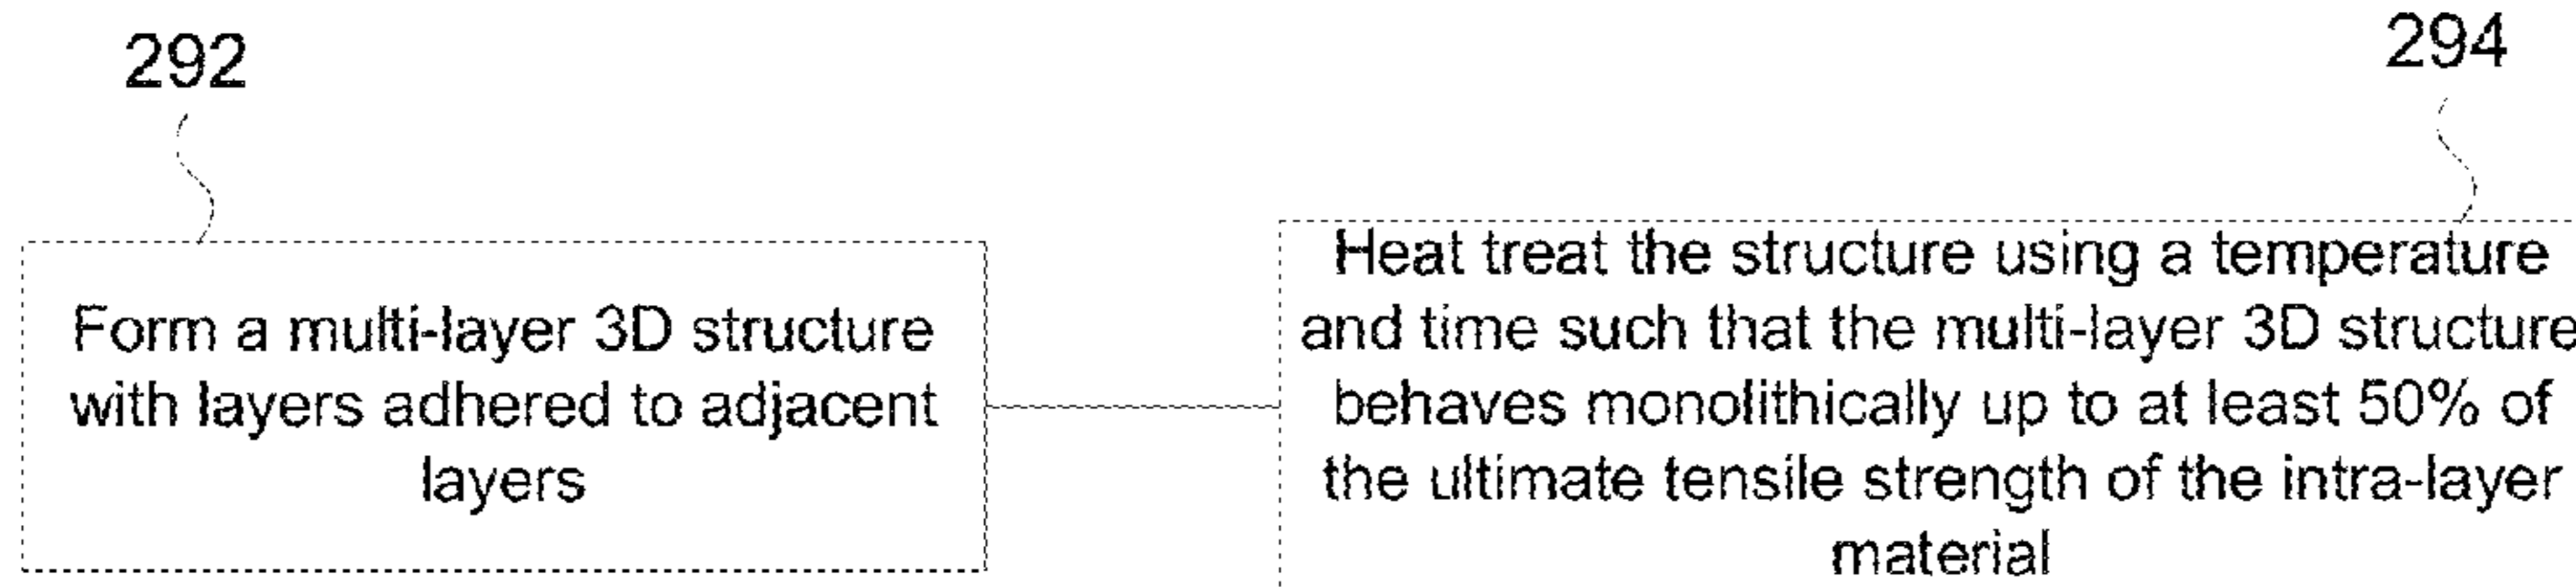 292
294
Form a multi-layer 3D structure
with layers adhered to adjacent
layers
Heat treat the structure using a temperature
and time such that the multi-layer 3D structure
behaves monolithically up to at least 50% of
the ultimate tensile strength of the intra-layer
material